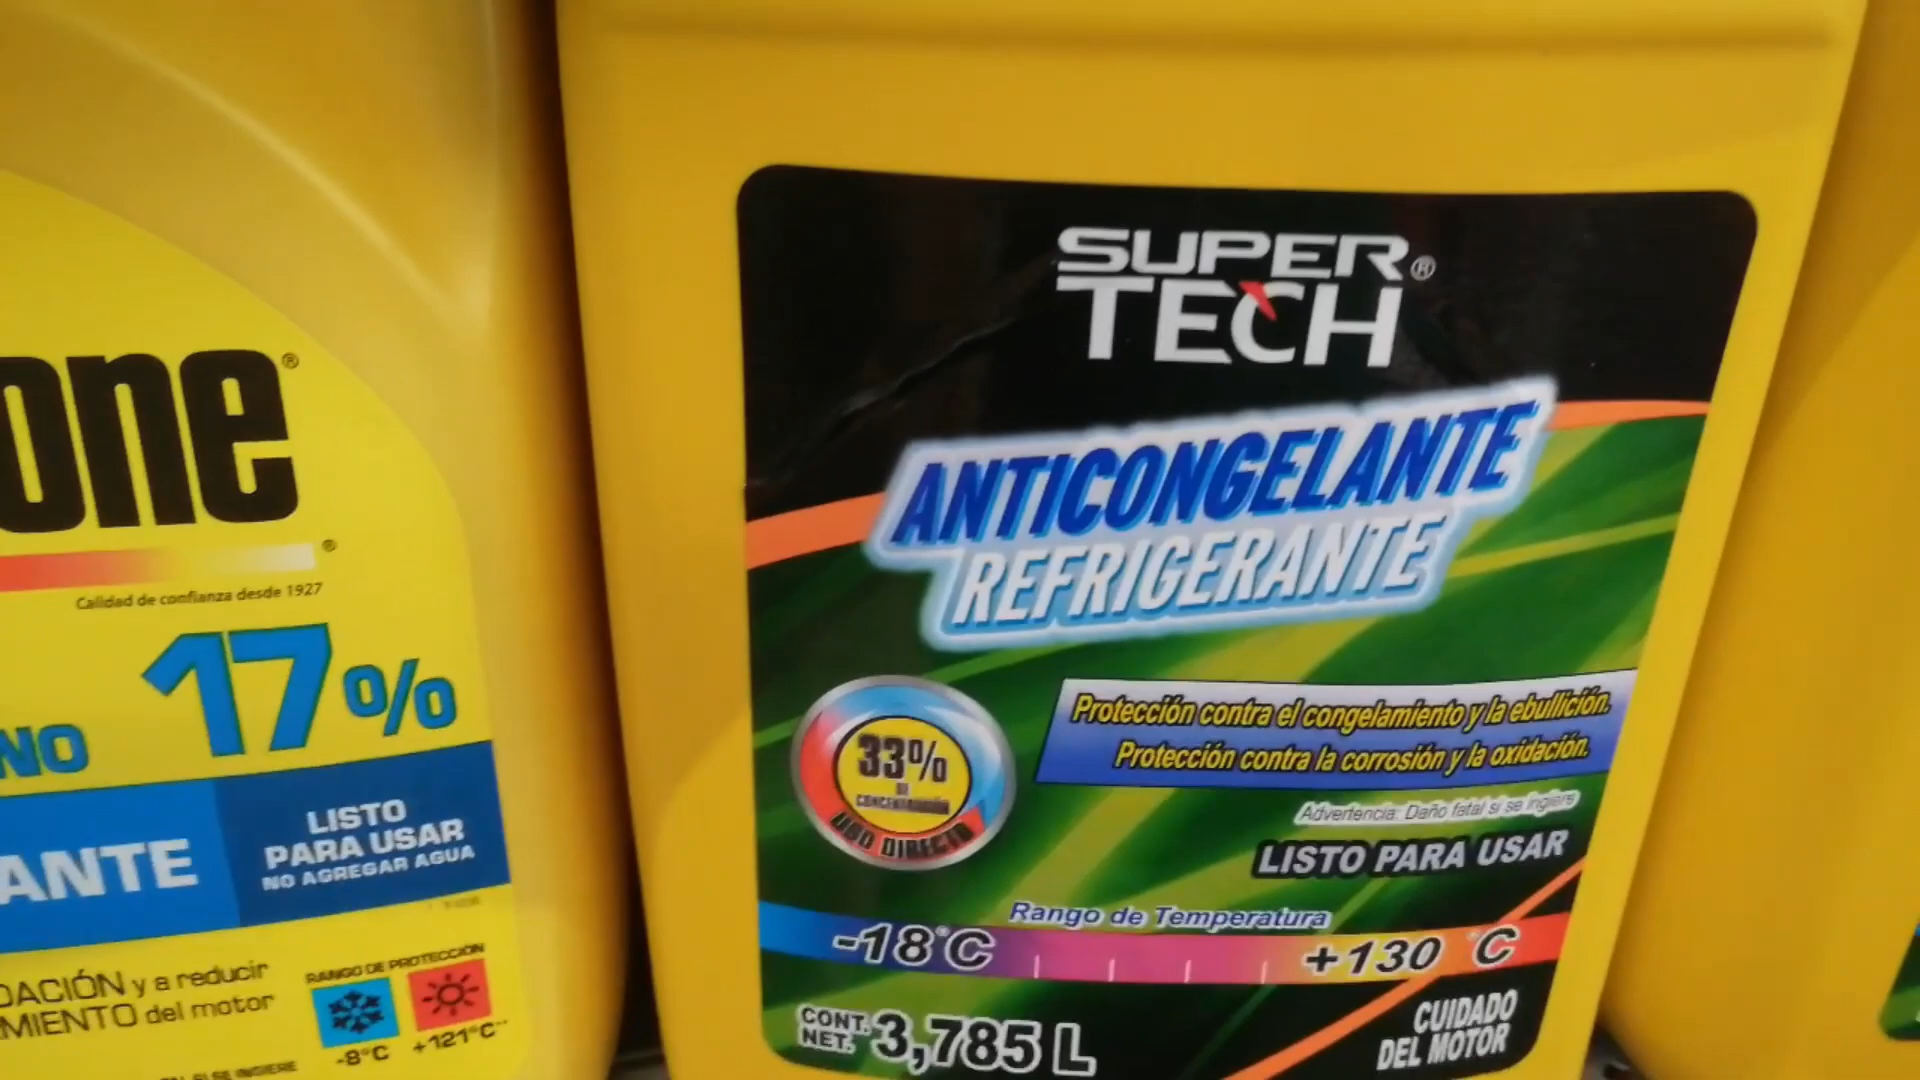 one®
®
Calidad de confianza desde 1927
NO 17%
ANTE
LISTO
PARA USAR
NO AGREGAR AGUA
DACIÓN y a reducir
MIENTO del motor
RANGO DE PROTECCIÓN
-8°C +121°C**
SI SE INGIERE
SUPER
TECH®
ANTICONGELANTE
REFRIGERANTE
33%
DE
CONCENTRACIÓN
USO DIRECTO
Protección contra el congelamiento y la ebullición.
Protección contra la corrosión y la oxidación.
Advertencia: Daño fatal si se ingiere
LISTO PARA USAR
Rango de Temperatura
-18°C +130 °C
CONT.
NET. 3,785 L
CUIDADO
DEL MOTOR